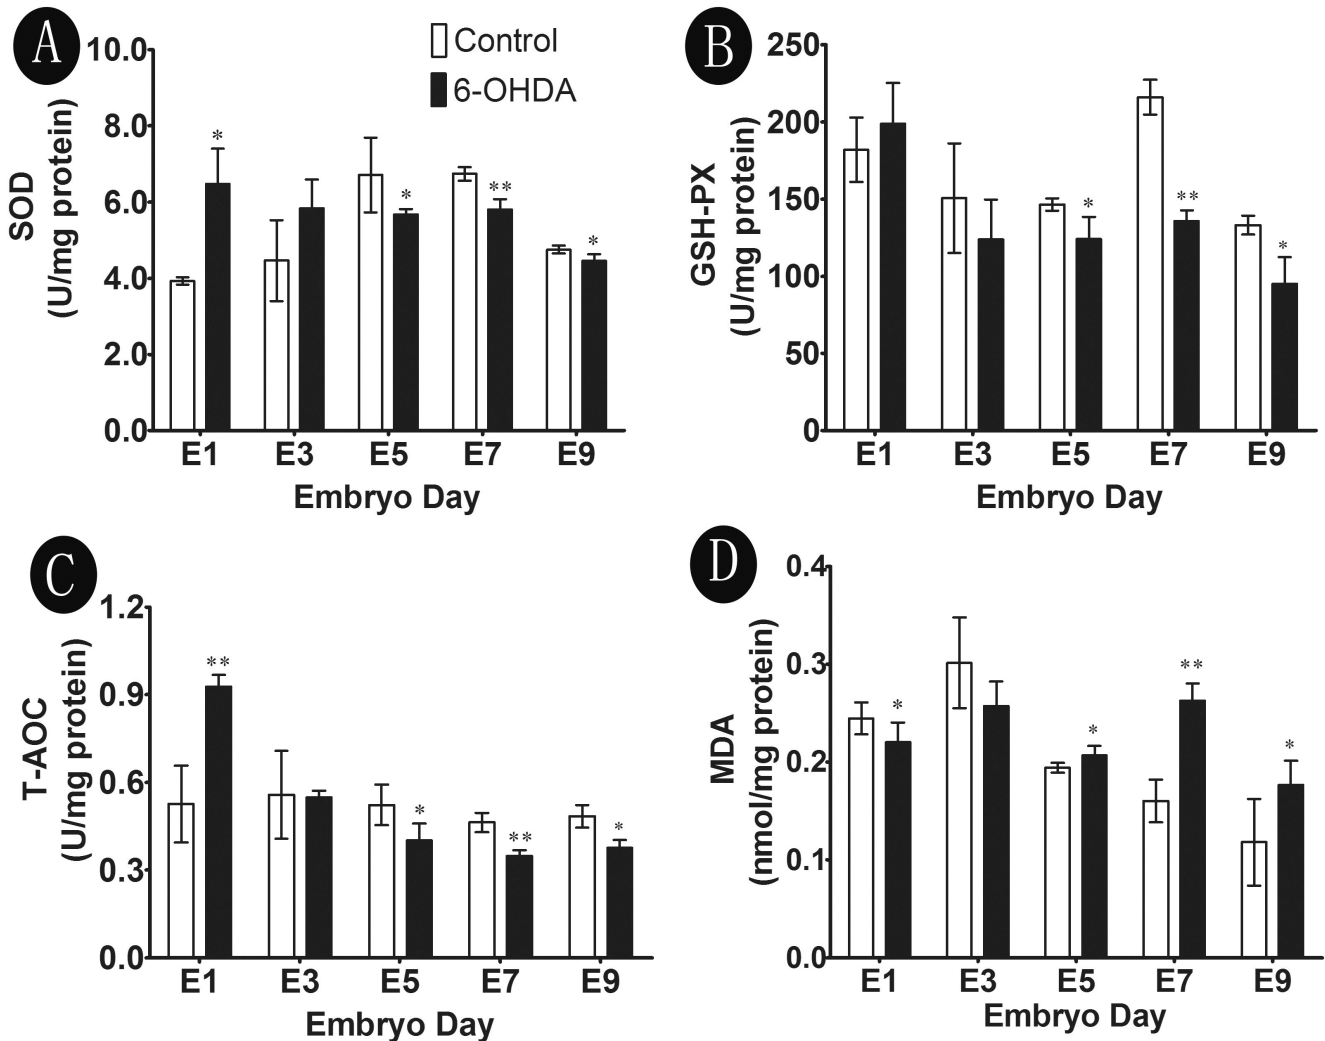 A
10.0
8.0
6.0
4.0
2.0
0.0
SOD
(U/mg protein)
Control
6-OHDA
*
*
**
*
E1 E3 E5 E7 E9
Embryo Day
B
250
200
150
100
50
0
GSH-PX
(U/mg protein)
*
**
*
E1 E3 E5 E7 E9
Embryo Day
C
1.2
0.9
0.6
0.3
0.0
T-AOC
(U/mg protein)
**
*
**
*
E1 E3 E5 E7 E9
Embryo Day
D
0.4
0.3
0.2
0.1
0.0
MDA
(nmol/mg protein)
*
*
**
*
E1 E3 E5 E7 E9
Embryo Day